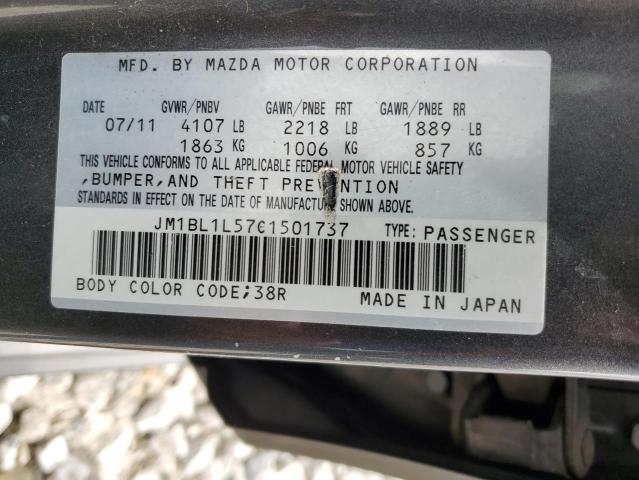 MFD. BY MAZDA MOTOR CORPORATION
DATE GVWR/PNBV GAWR/PNBE FRT GAWR/PNBE RR
07/11 4107 LB 2218 LB 1889 LB
1863 KG 1006 KG 857 KG
THIS VEHICLE CONFORMS TO ALL APPLICABLE FEDERAL MOTOR VEHICLE SAFETY
,BUMPER,AND THEFT PREVENTION
STANDARDS IN EFFECT ON THE DATE OF MANUFACTURE SHOWN ABOVE.
JM1BL1L57C1501737 TYPE: PASSENGER
BODY COLOR CODE;38R MADE IN JAPAN